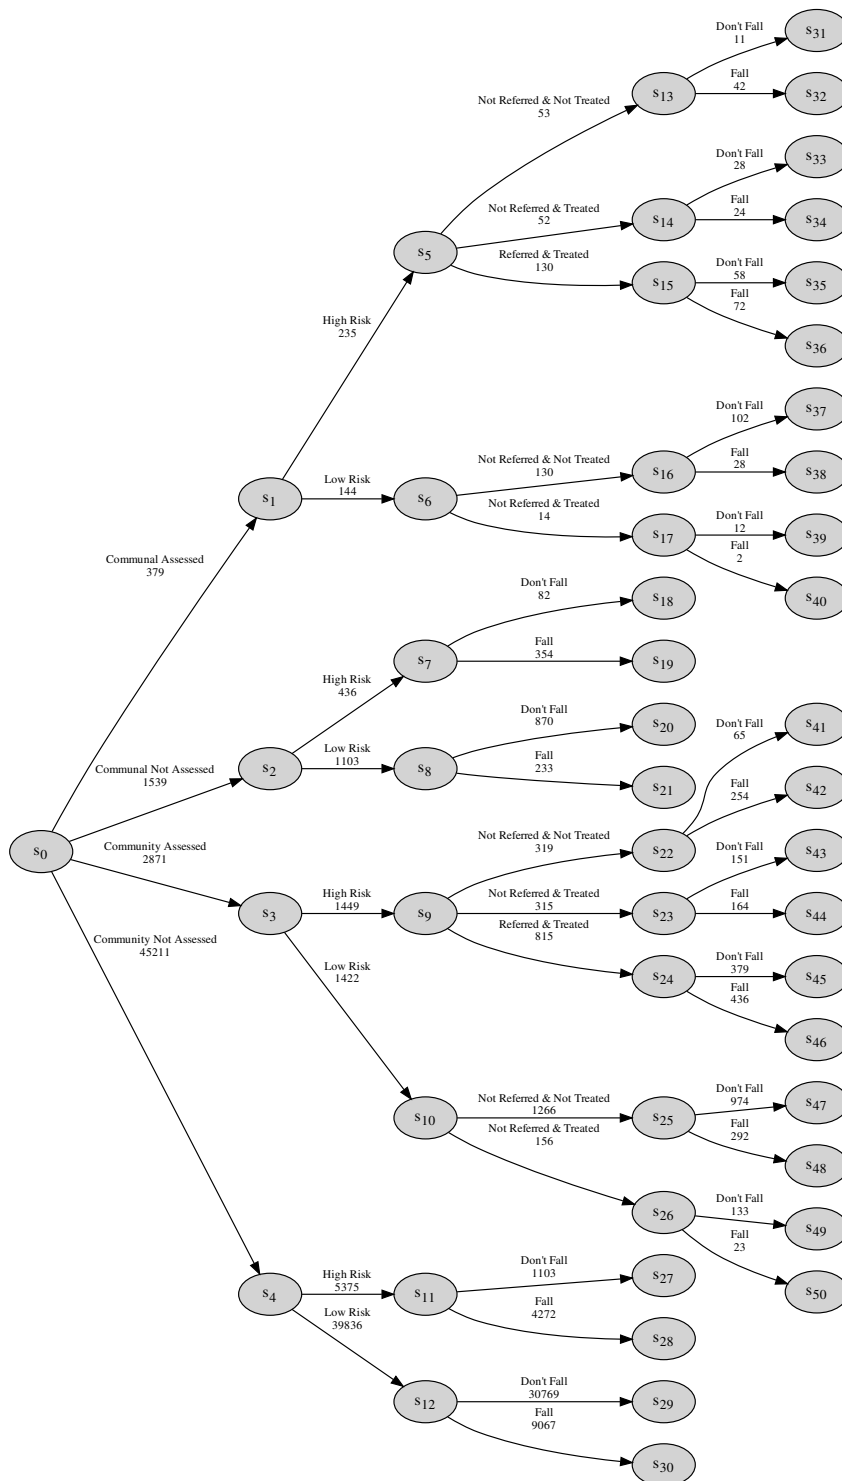 Don't Fall
11
s31
Fall
42
s32
Not Referred & Not Treated
53
s13
Don't Fall
28
s33
Fall
24
s34
Not Referred & Treated
52
s14
Referred & Treated
130
s15
Don't Fall
58
s35
Fall
72
s36
s5
High Risk
235
Don't Fall
102
s37
Fall
28
s38
Not Referred & Not Treated
130
s16
Low Risk
144
s6
s1
Not Referred & Treated
14
s17
Don't Fall
12
s39
Fall
2
s40
Communal Assessed
379
Don't Fall
82
s18
Fall
354
s19
High Risk
436
s7
Communal Not Assessed
1539
s2
Low Risk
1103
s8
Don't Fall
870
s20
Fall
233
s21
s0
Don't Fall
65
s41
Fall
254
s42
Not Referred & Not Treated
319
s22
Community Assessed
2871
s3
High Risk
1449
s9
Not Referred & Treated
315
s23
Don't Fall
151
s43
Fall
164
s44
Referred & Treated
815
s24
Don't Fall
379
s45
Fall
436
s46
Low Risk
1422
s10
Not Referred & Not Treated
1266
s25
Don't Fall
974
s47
Fall
292
s48
Not Referred & Treated
156
s26
Don't Fall
133
s49
Fall
23
s50
Community Not Assessed
45211
s4
High Risk
5375
s11
Don't Fall
1103
s27
Fall
4272
s28
Low Risk
39836
s12
Don't Fall
30769
s29
Fall
9067
s30